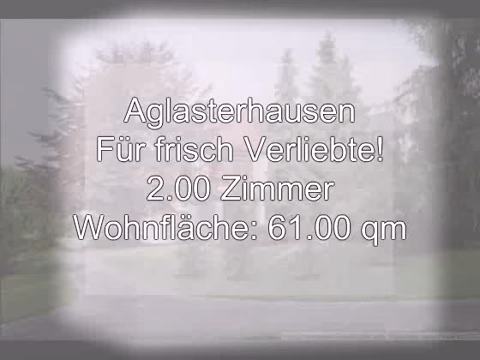 Aglasterhausen
Für frisch Verliebte!
2.00 Zimmer
Wohnfläche: 61.00 qm